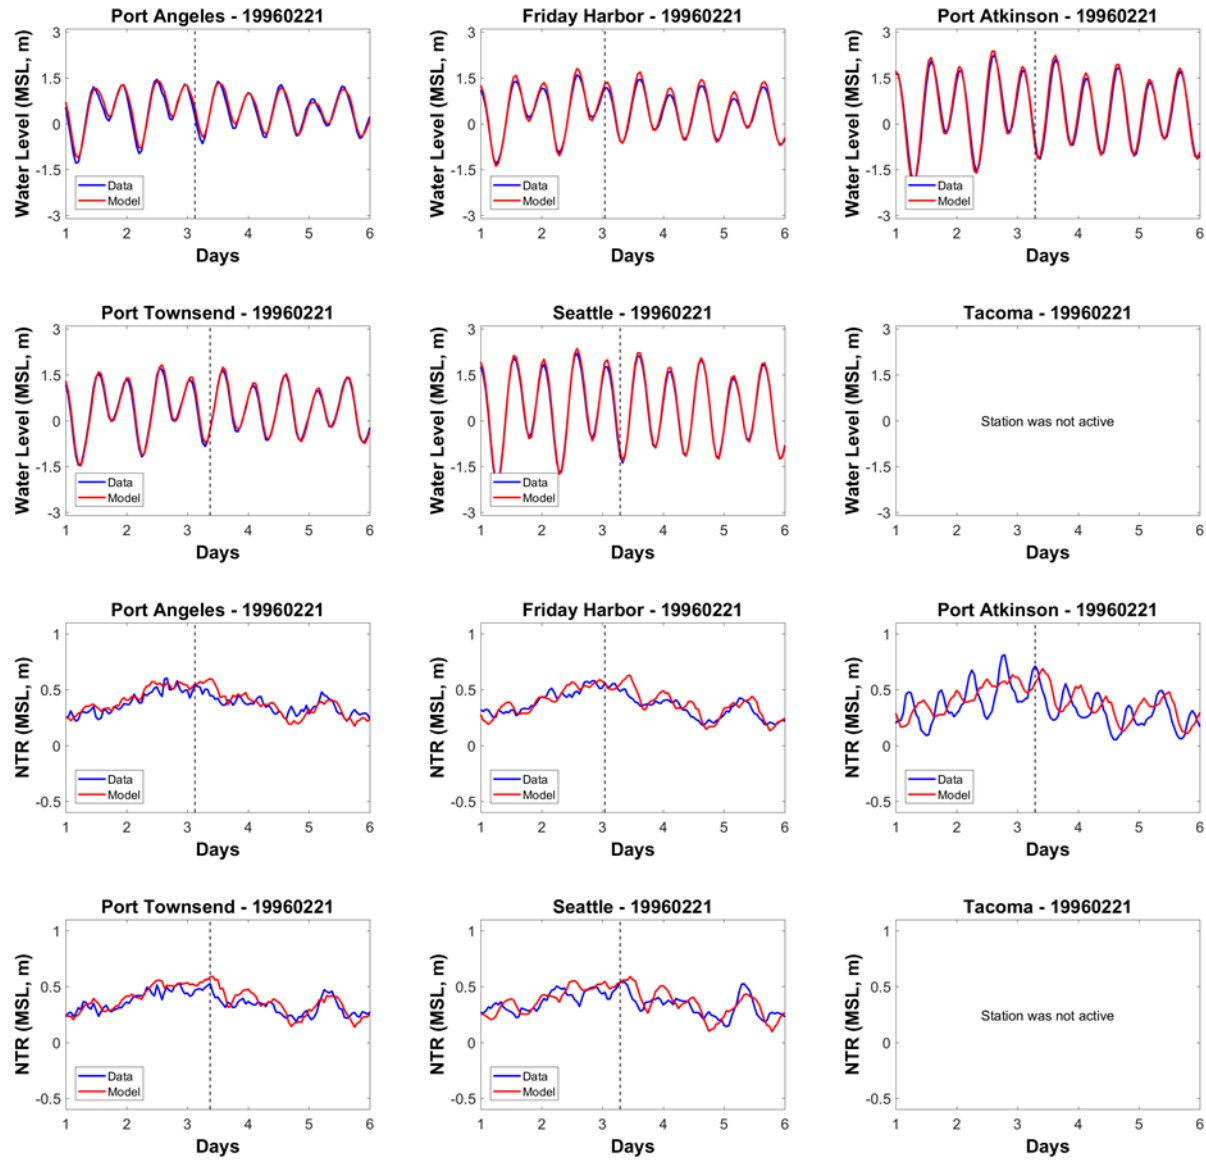 Port Angeles - 19960221
Water Level (MSL, m)
3
1.5
0
-1.5
-3
Data
Model
1 2 3 4 5 6
Days
Friday Harbor - 19960221
Water Level (MSL, m)
3
1.5
0
-1.5
-3
Data
Model
1 2 3 4 5 6
Days
Port Atkinson - 19960221
Water Level (MSL, m)
3
1.5
0
-1.5
-3
Data
Model
1 2 3 4 5 6
Days
Port Townsend - 19960221
Water Level (MSL, m)
3
1.5
0
-1.5
-3
Data
Model
1 2 3 4 5 6
Days
Seattle - 19960221
Water Level (MSL, m)
3
1.5
0
-1.5
-3
Data
Model
1 2 3 4 5 6
Days
Tacoma - 19960221
Water Level (MSL, m)
3
1.5
0
-1.5
-3
Station was not active
1 2 3 4 5 6
Days
Port Angeles - 19960221
NTR (MSL, m)
1
0.5
0
-0.5
Data
Model
1 2 3 4 5 6
Days
Friday Harbor - 19960221
NTR (MSL, m)
1
0.5
0
-0.5
Data
Model
1 2 3 4 5 6
Days
Port Atkinson - 19960221
NTR (MSL, m)
1
0.5
0
-0.5
Data
Model
1 2 3 4 5 6
Days
Port Townsend - 19960221
NTR (MSL, m)
1
0.5
0
-0.5
Data
Model
1 2 3 4 5 6
Days
Seattle - 19960221
NTR (MSL, m)
1
0.5
0
-0.5
Data
Model
1 2 3 4 5 6
Days
Tacoma - 19960221
NTR (MSL, m)
1
0.5
0
-0.5
Station was not active
1 2 3 4 5 6
Days